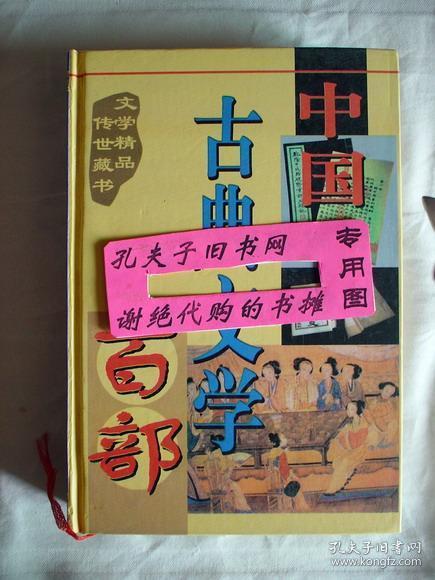 中国
古典文学
百部
文学精品
传世藏书
孔夫子旧书网
谢绝代购的书摊
专用图
孔夫子旧书网
www.kongfz.com